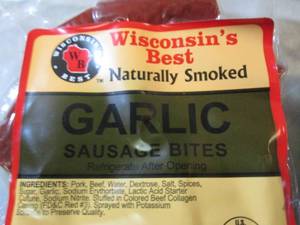 WISCONSIN'S
WB
BEST
TM
Wisconsin's
Best
Naturally Smoked
GARLIC
SAUSAGE BITES
Refrigerate After Opening
INGREDIENTS: Pork, Beef, Water, Dextrose, Salt, Spices,
Sugar, Garlic, Sodium Erythorbate, Lactic Acid Starter
Culture, Sodium Nitrite. Stuffed in Colored Beef Collagen
Casing (FD&C Red #3). Sprayed with Potassium
Sorbate to Preserve Quality.
U.S.